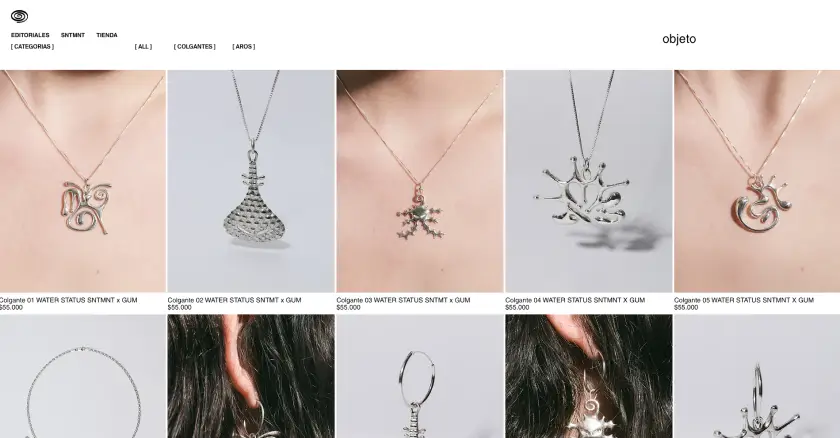 EDITORIALES SNTMNT TIENDA
[ CATEGORIAS ] [ ALL ] [ COLGANTES ] [ AROS ]
objeto
Colgante 01 WATER STATUS SNTMNT x GUM
$55.000
Colgante 02 WATER STATUS SNTMT x GUM
$55.000
Colgante 03 WATER STATUS SNTMT x GUM
$55.000
Colgante 04 WATER STATUS SNTMNT X GUM
$55.000
Colgante 05 WATER STATUS SNTMNT X GUM
$55.000